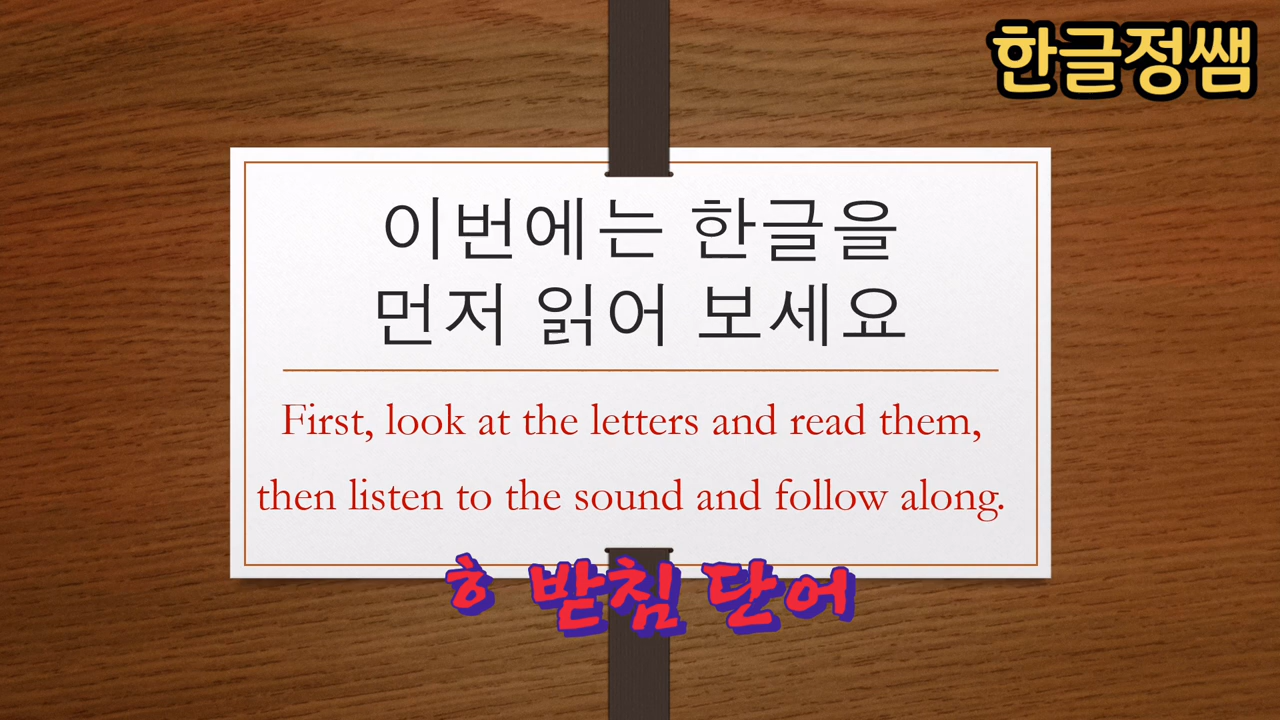 한글정쌤
이번에는 한글을
먼저 읽어 보세요
First, look at the letters and read them,
then listen to the sound and follow along.
ㅎ 받침 단어